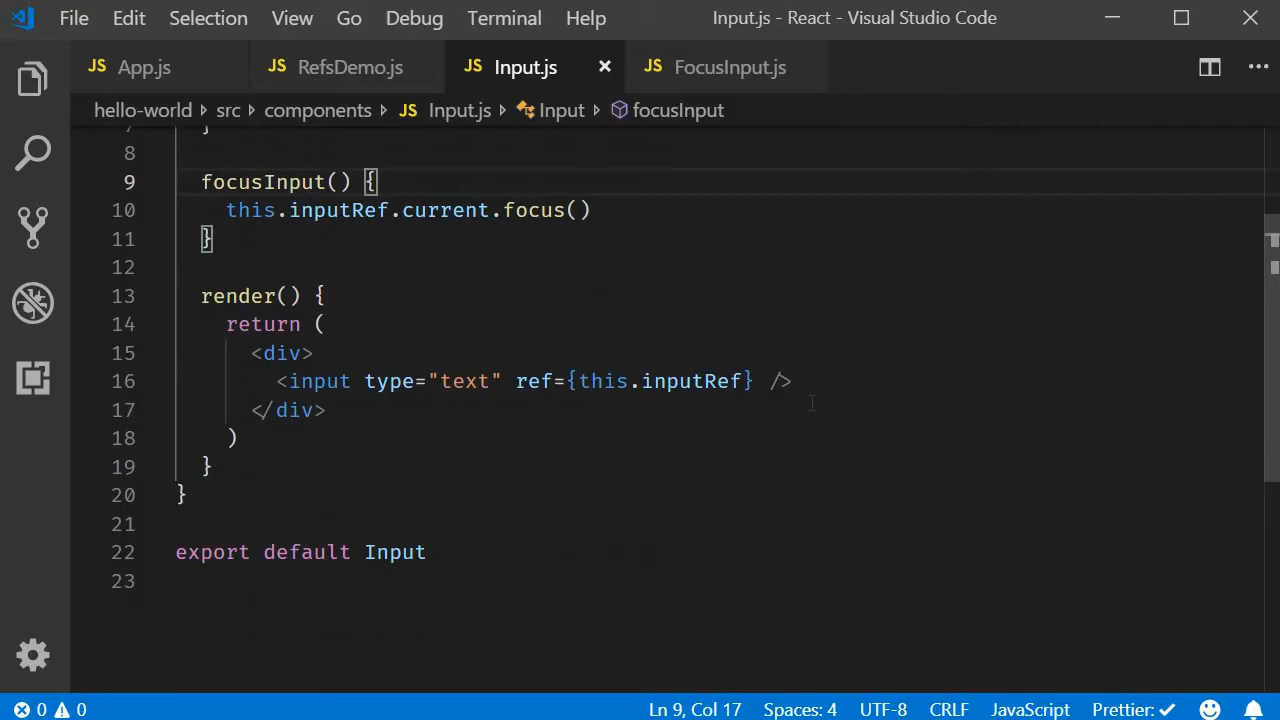 File Edit Selection View Go Debug Terminal Help Input.js - React - Visual Studio Code
JS App.js JS RefsDemo.js JS Input.js × JS FocusInput.js
hello-world › src › components › JS Input.js › Input › focusInput
7 }
8
9 focusInput() {
10 this.inputRef.current.focus()
11 }
12
13 render() {
14 return (
15 <div>
16 <input type="text" ref={this.inputRef} />
17 </div>
18 )
19 }
20 }
21
22 export default Input
23
0 0 Ln 9, Col 17 Spaces: 4 UTF-8 CRLF JavaScript Prettier: ✓